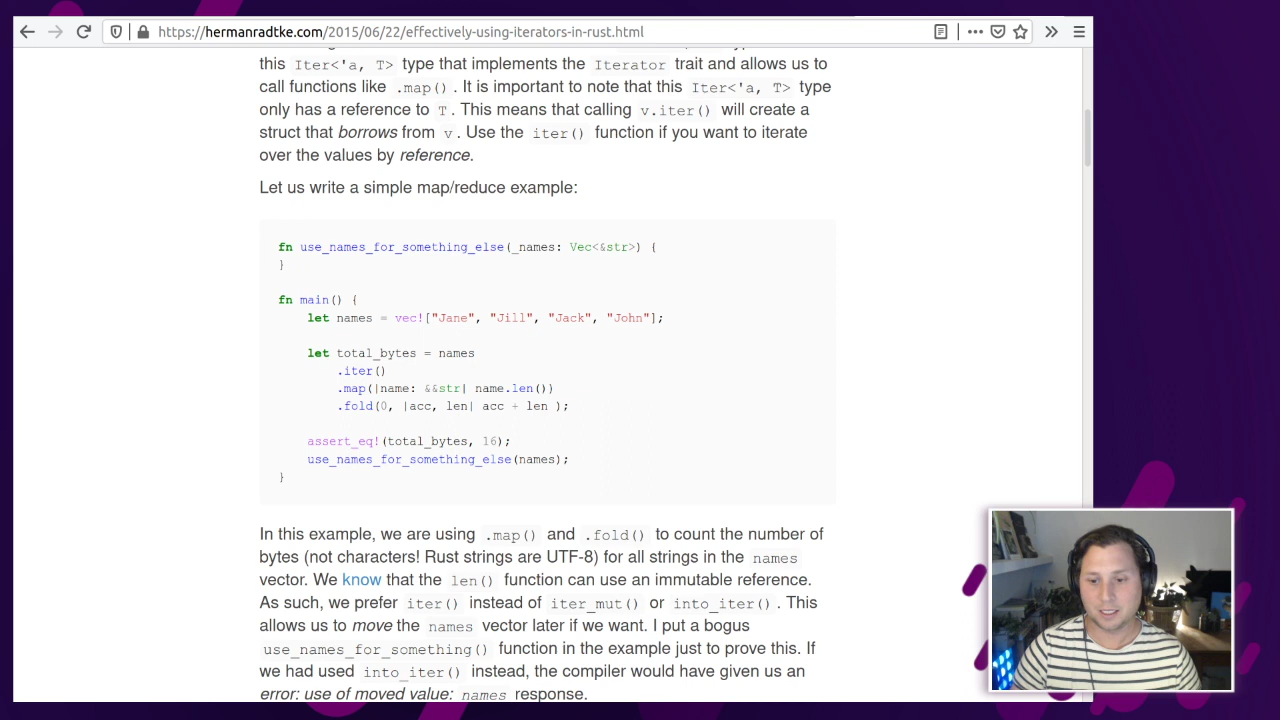 https://hermanradtke.com/2015/06/22/effectively-using-iterators-in-rust.html
this Iter<'a, T> type that implements the Iterator trait and allows us to
call functions like .map() . It is important to note that this Iter<'a, T> type
only has a reference to T . This means that calling v.iter() will create a
struct that borrows from v . Use the iter() function if you want to iterate
over the values by reference.
Let us write a simple map/reduce example:
fn use_names_for_something_else(_names: Vec<&str>) {
}
fn main() {
let names = vec!["Jane", "Jill", "Jack", "John"];
let total_bytes = names
.iter()
.map(|name: &&str| name.len())
.fold(0, |acc, len| acc + len );
assert_eq!(total_bytes, 16);
use_names_for_something_else(names);
}
In this example, we are using .map() and .fold() to count the number of
bytes (not characters! Rust strings are UTF-8) for all strings in the names
vector. We know that the len() function can use an immutable reference.
As such, we prefer iter() instead of iter_mut() or into_iter() . This
allows us to move the names vector later if we want. I put a bogus
use_names_for_something() function in the example just to prove this. If
we had used into_iter() instead, the compiler would have given us an
error: use of moved value: names response.